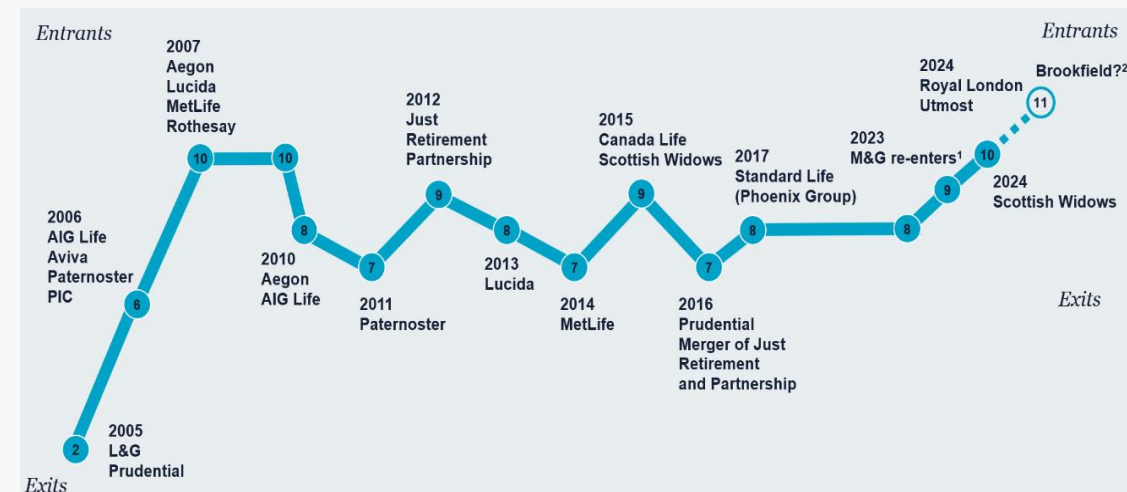 Entrants
Entrants
2007
Aegon
Lucida
MetLife
Rothesay
2024
Royal London
Utmost
Brookfield?²
2012
Just
Retirement
Partnership
2015
Canada Life
Scottish Widows
2023
M&G re-enters¹
2017
Standard Life
(Phoenix Group)
2006
AIG Life
Aviva
Paternoster
PIC
2
6
10
10
8
7
9
8
7
9
7
8
8
9
10
11
2024
Scottish Widows
2010
Aegon
AIG Life
2013
Lucida
2011
Paternoster
2014
MetLife
2016
Prudential
Merger of Just
Retirement
and Partnership
Exits
2005
L&G
Prudential
Exits